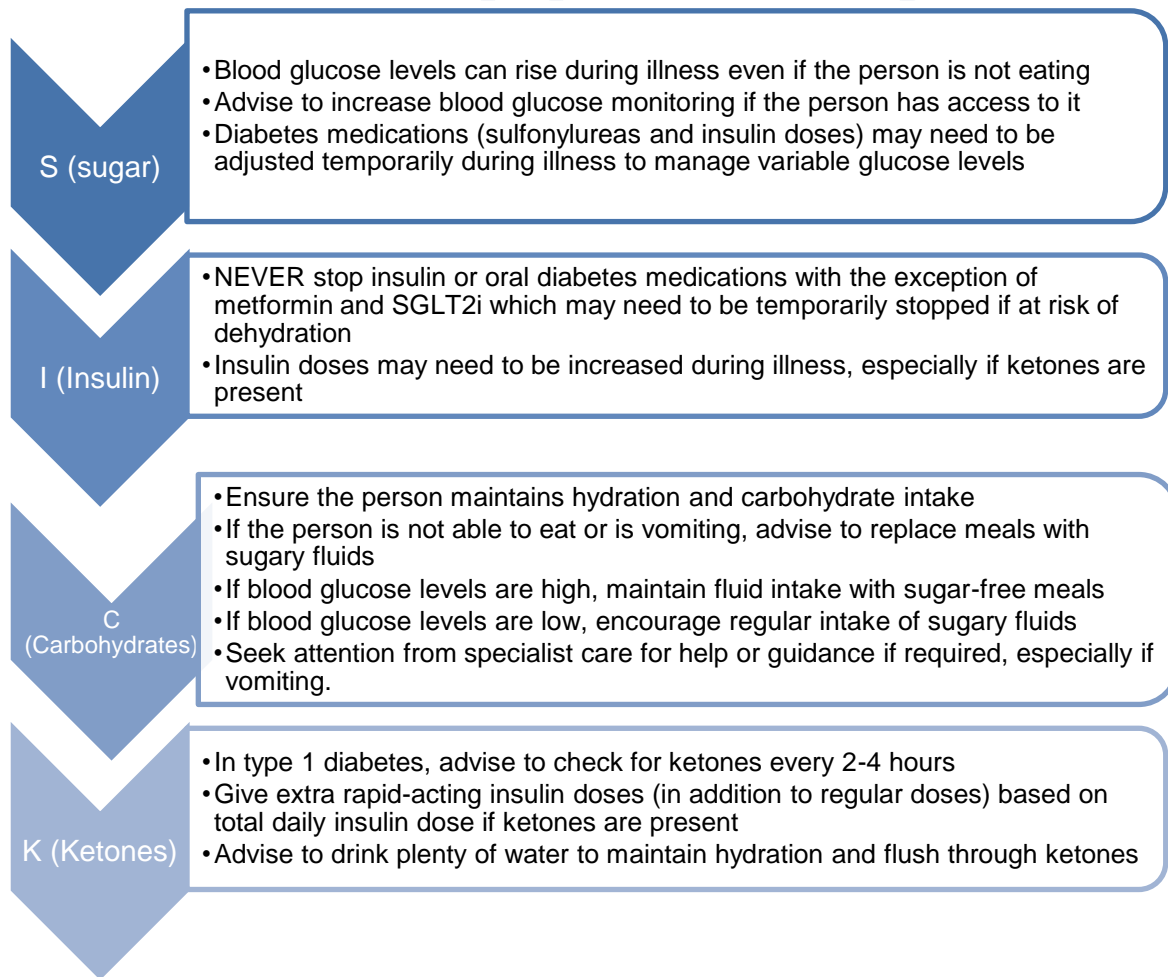 S (sugar)
•Blood glucose levels can rise during illness even if the person is not eating
•Advise to increase blood glucose monitoring if the person has access to it
•Diabetes medications (sulfonylureas and insulin doses) may need to be
adjusted temporarily during illness to manage variable glucose levels
I (Insulin)
•NEVER stop insulin or oral diabetes medications with the exception of
metformin and SGLT2i which may need to be temporarily stopped if at risk of
dehydration
•Insulin doses may need to be increased during illness, especially if ketones are
present
C
(Carbohydrates)
•Ensure the person maintains hydration and carbohydrate intake
•If the person is not able to eat or is vomiting, advise to replace meals with
sugary fluids
•If blood glucose levels are high, maintain fluid intake with sugar-free meals
•If blood glucose levels are low, encourage regular intake of sugary fluids
•Seek attention from specialist care for help or guidance if required, especially if
vomiting.
K (Ketones)
•In type 1 diabetes, advise to check for ketones every 2-4 hours
•Give extra rapid-acting insulin doses (in addition to regular doses) based on
total daily insulin dose if ketones are present
•Advise to drink plenty of water to maintain hydration and flush through ketones